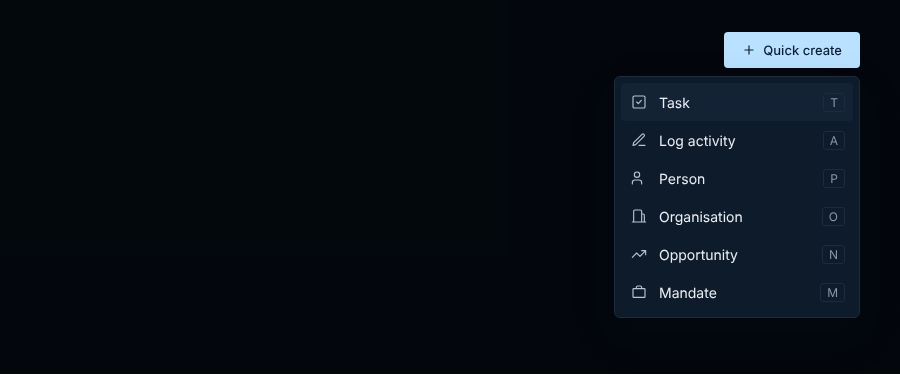 Quick create
Task T
Log activity A
Person P
Organisation O
Opportunity N
Mandate M